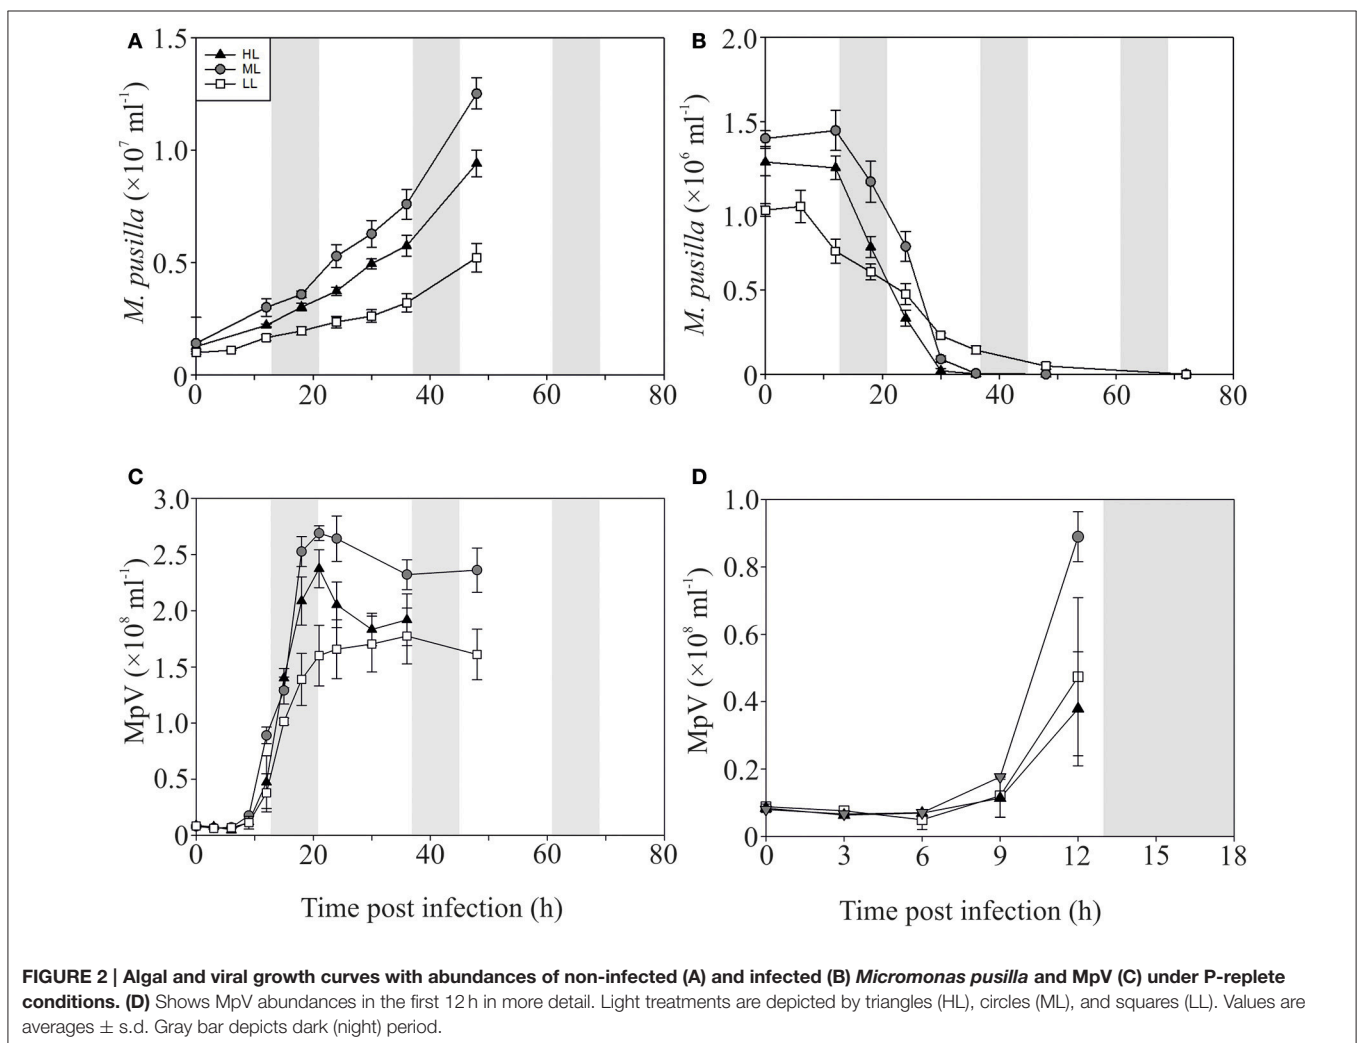 A
1.5
1.0
0.5
0
M. pusilla (×10⁷ ml⁻¹)
HL
ML
LL
0 20 40 60 80
B
2.0
1.5
1.0
0.5
0
M. pusilla (×10⁶ ml⁻¹)
0 20 40 60 80
C
3.0
2.5
2.0
1.5
1.0
0.5
0
MpV (×10⁸ ml⁻¹)
0 20 40 60 80
Time post infection (h)
D
1.0
0.8
0.6
0.4
0.2
0
MpV (×10⁸ ml⁻¹)
0 3 6 9 12 15 18
Time post infection (h)
FIGURE 2 | Algal and viral growth curves with abundances of non-infected (A) and infected (B) Micromonas pusilla and MpV (C) under P-replete
conditions. (D) Shows MpV abundances in the first 12 h in more detail. Light treatments are depicted by triangles (HL), circles (ML), and squares (LL). Values are
averages ± s.d. Gray bar depicts dark (night) period.